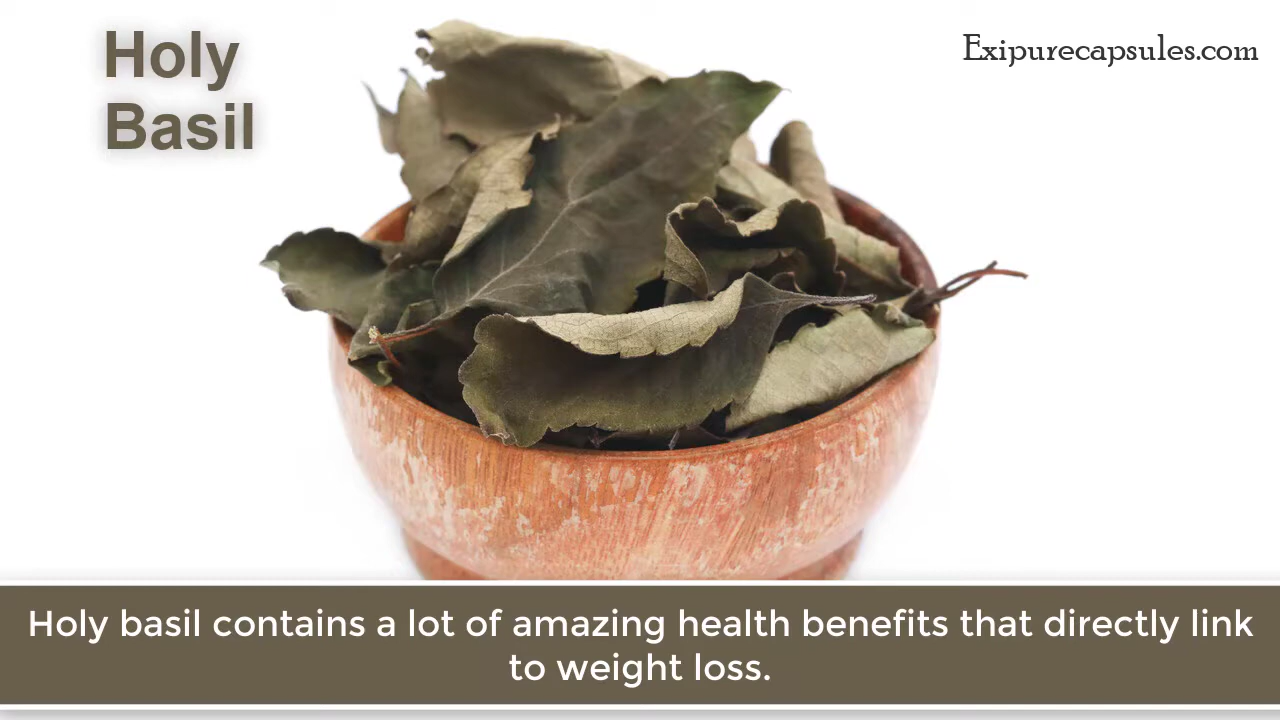 Holy
Basil
Exipurecapsules.com
Holy basil contains a lot of amazing health benefits that directly link
to weight loss.